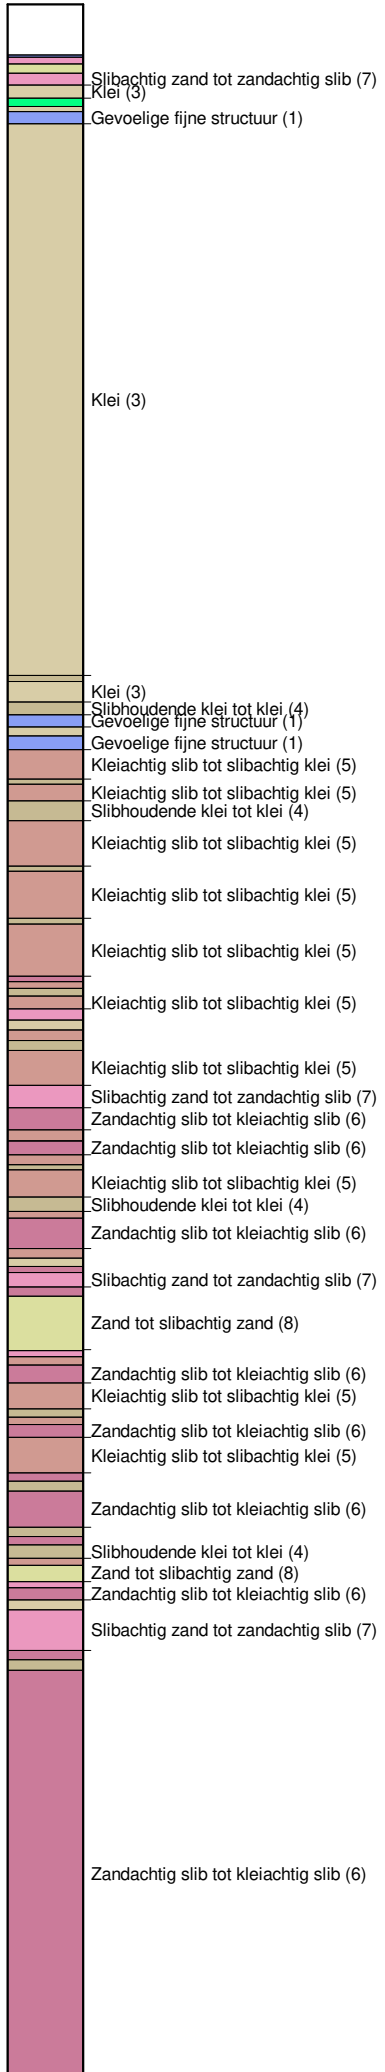 Slibachtig zand tot zandachtig slib (7)
Klei (3)
Gevoelige fijne structuur (1)
Klei (3)
Klei (3)
Slibhoudende klei tot klei (4)
Gevoelige fijne structuur (1)
Gevoelige fijne structuur (1)
Kleiachtig slib tot slibachtig klei (5)
Kleiachtig slib tot slibachtig klei (5)
Slibhoudende klei tot klei (4)
Kleiachtig slib tot slibachtig klei (5)
Kleiachtig slib tot slibachtig klei (5)
Kleiachtig slib tot slibachtig klei (5)
Kleiachtig slib tot slibachtig klei (5)
Kleiachtig slib tot slibachtig klei (5)
Slibachtig zand tot zandachtig slib (7)
Zandachtig slib tot kleiachtig slib (6)
Zandachtig slib tot kleiachtig slib (6)
Kleiachtig slib tot slibachtig klei (5)
Slibhoudende klei tot klei (4)
Zandachtig slib tot kleiachtig slib (6)
Slibachtig zand tot zandachtig slib (7)
Zand tot slibachtig zand (8)
Zandachtig slib tot kleiachtig slib (6)
Kleiachtig slib tot slibachtig klei (5)
Zandachtig slib tot kleiachtig slib (6)
Kleiachtig slib tot slibachtig klei (5)
Zandachtig slib tot kleiachtig slib (6)
Slibhoudende klei tot klei (4)
Zand tot slibachtig zand (8)
Zandachtig slib tot kleiachtig slib (6)
Slibachtig zand tot zandachtig slib (7)
Zandachtig slib tot kleiachtig slib (6)